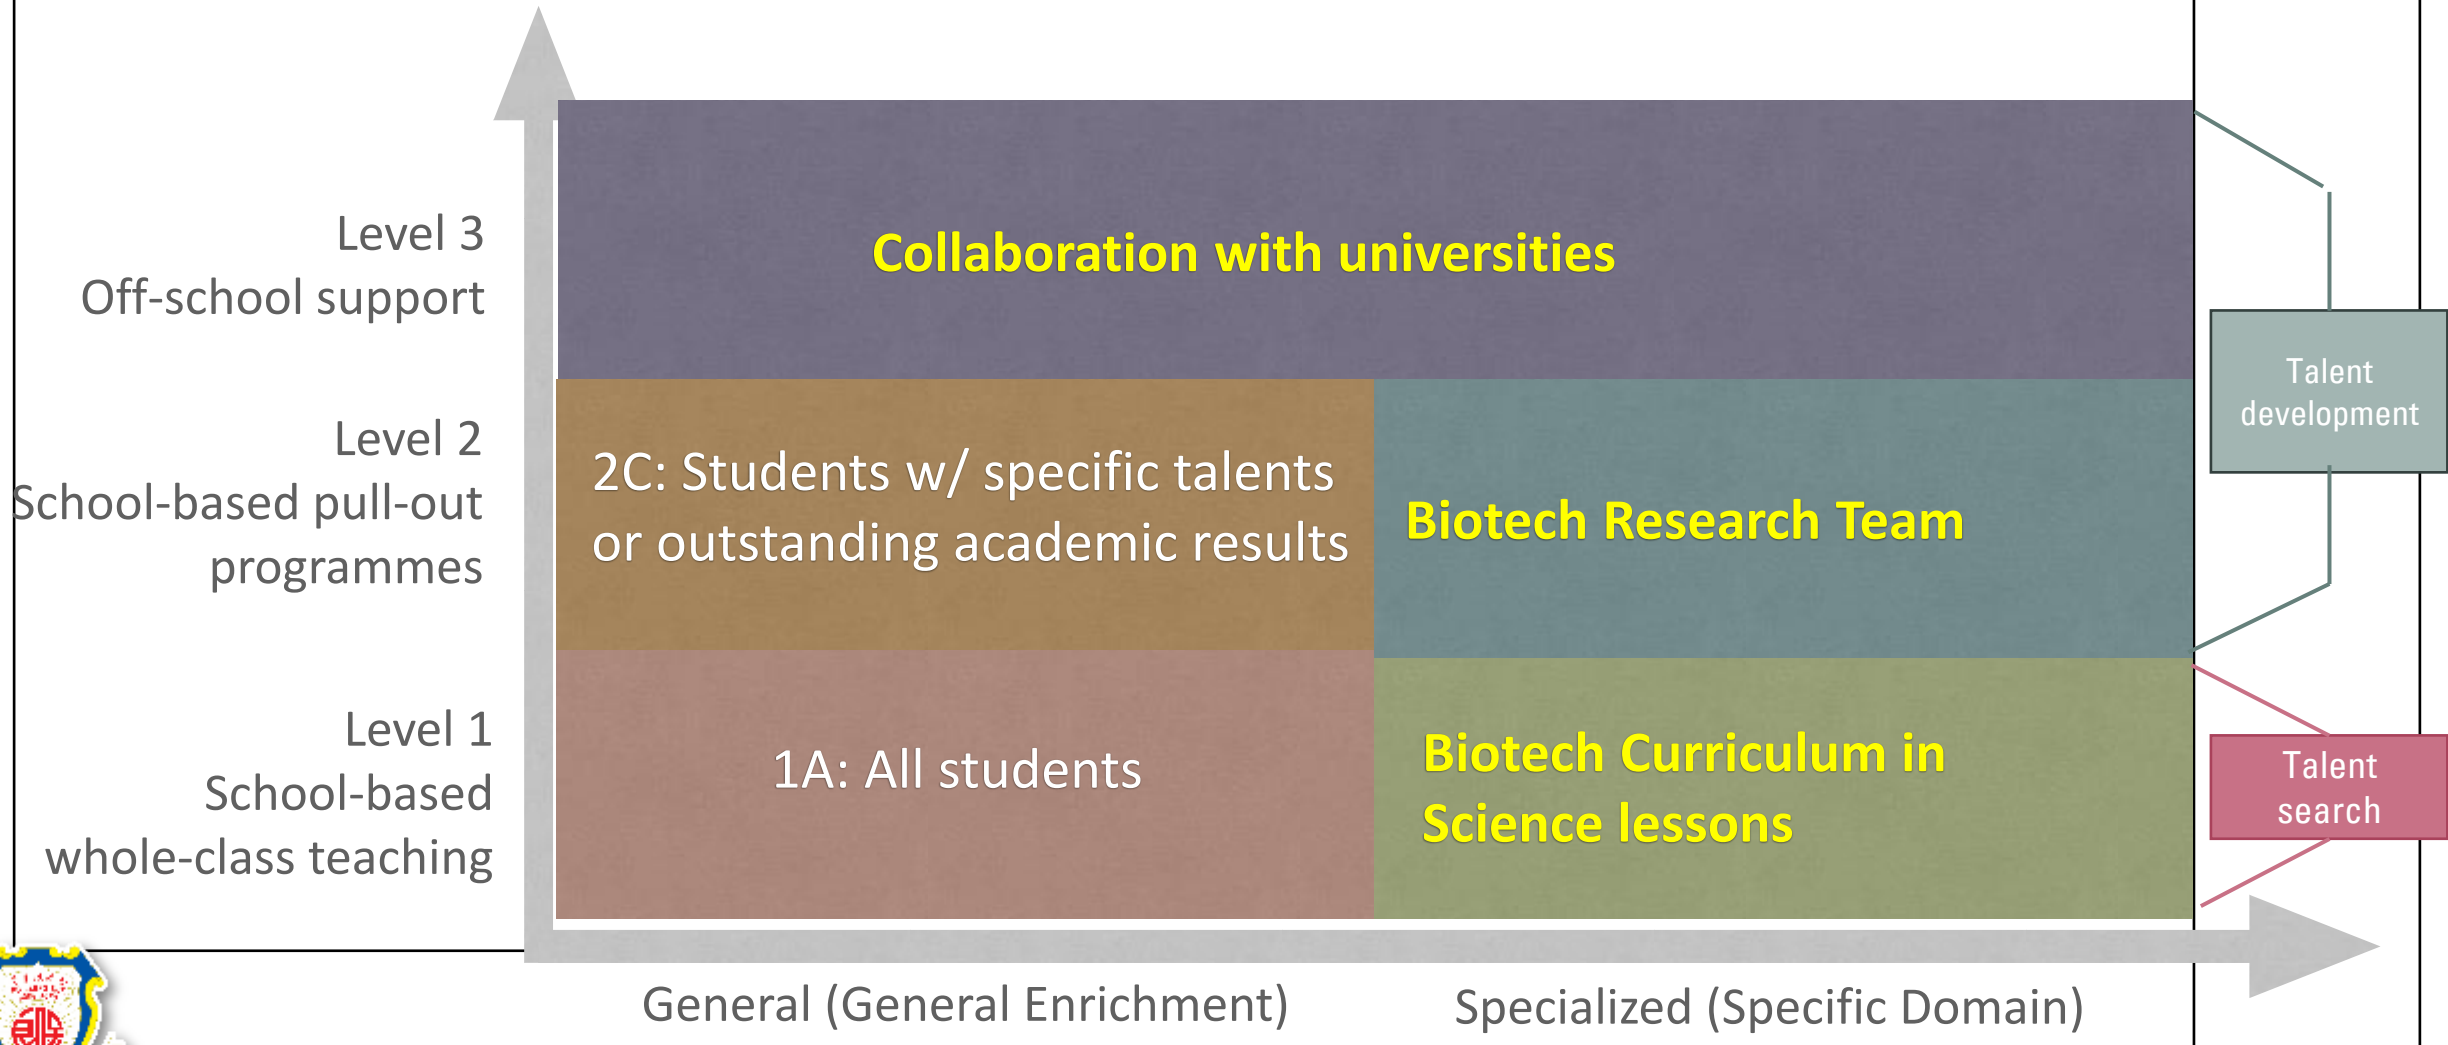 Level 3
Off-school support
Collaboration with universities
Level 2
School-based pull-out
programmes
2C: Students w/ specific talents
or outstanding academic results
Biotech Research Team
Talent
development
Level 1
School-based
whole-class teaching
1A: All students
Biotech Curriculum in
Science lessons
Talent
search
General (General Enrichment)
Specialized (Specific Domain)